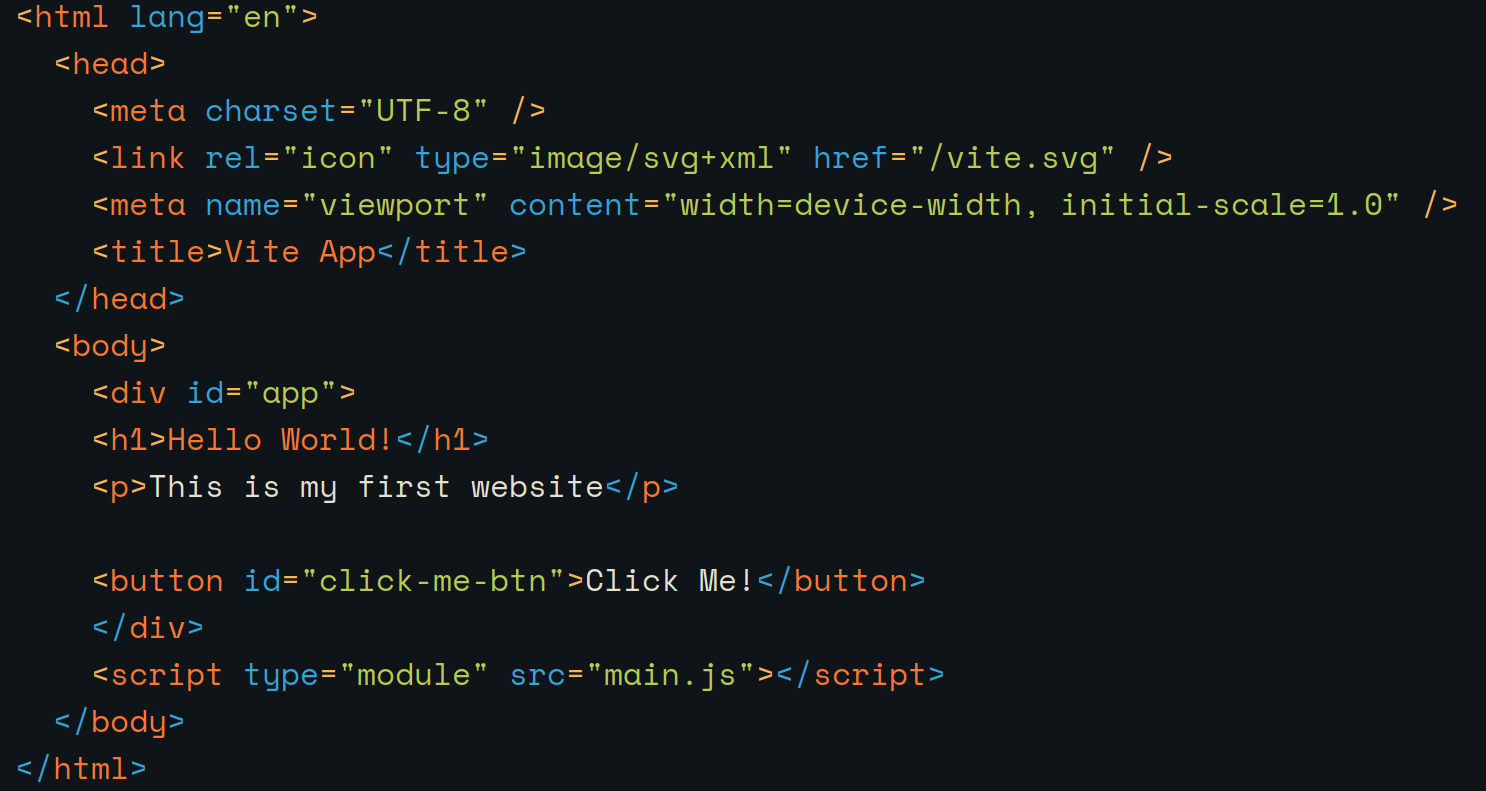 <html lang="en">
  <head>
    <meta charset="UTF-8" />
    <link rel="icon" type="image/svg+xml" href="/vite.svg" />
    <meta name="viewport" content="width=device-width, initial-scale=1.0" />
    <title>Vite App</title>
  </head>
  <body>
    <div id="app">
    <h1>Hello World!</h1>
    <p>This is my first website</p>

    <button id="click-me-btn">Click Me!</button>
    </div>
    <script type="module" src="main.js"></script>
  </body>
</html>